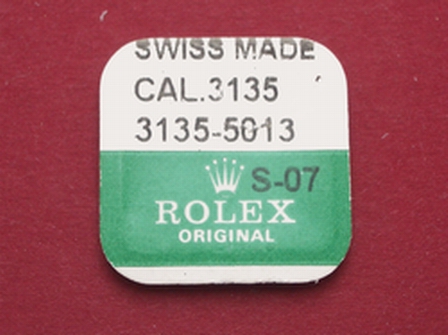 SWISS MADE
CAL.3135
3135-5013
S-07
ROLEX
ORIGINAL